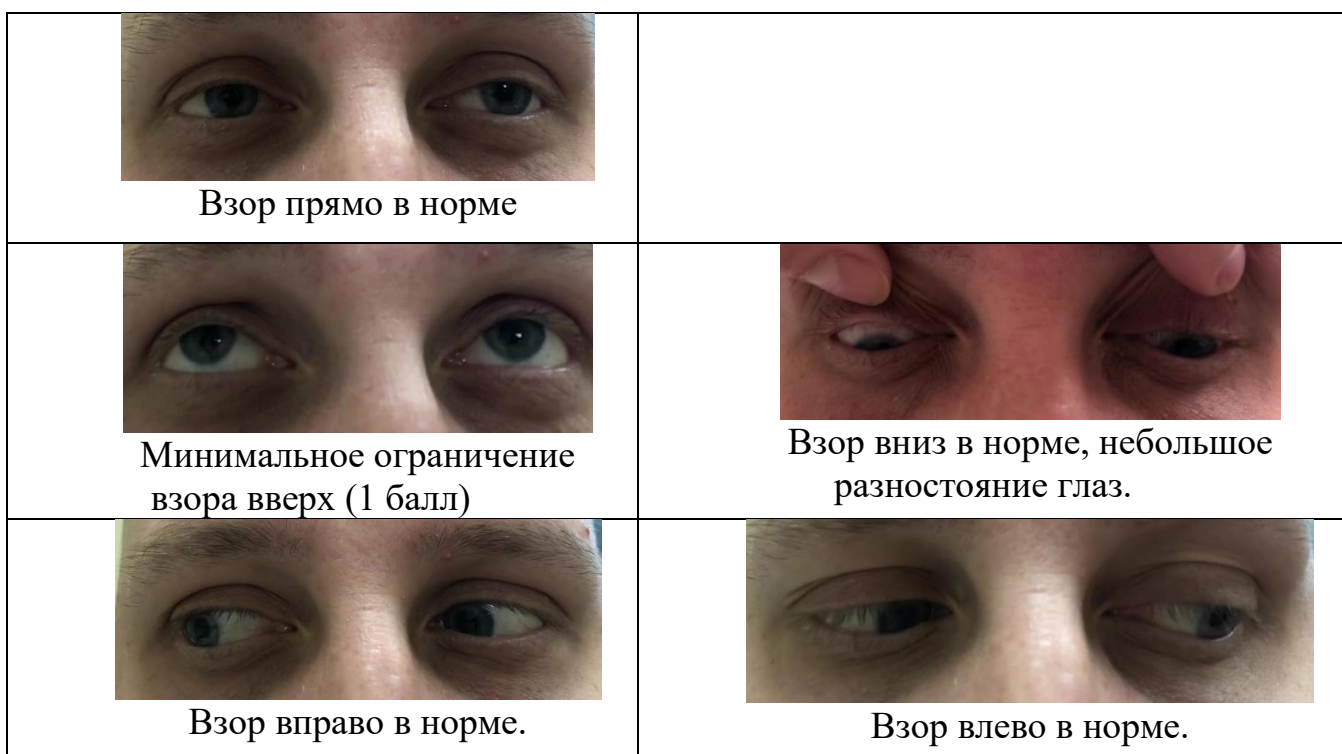 Взор прямо в норме
Минимальное ограничение
взора вверх (1 балл)
Взор вниз в норме, небольшое
разностояние глаз.
Взор вправо в норме.
Взор влево в норме.